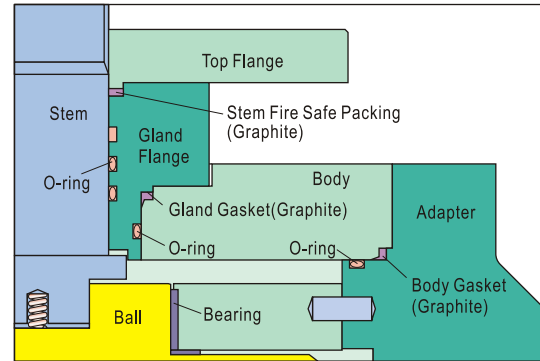 Top Flange
Stem
Stem Fire Safe Packing
(Graphite)
Gland
Flange
O-ring
Body
Gland Gasket(Graphite)
Adapter
O-ring
O-ring
Body Gasket
(Graphite)
Ball
Bearing